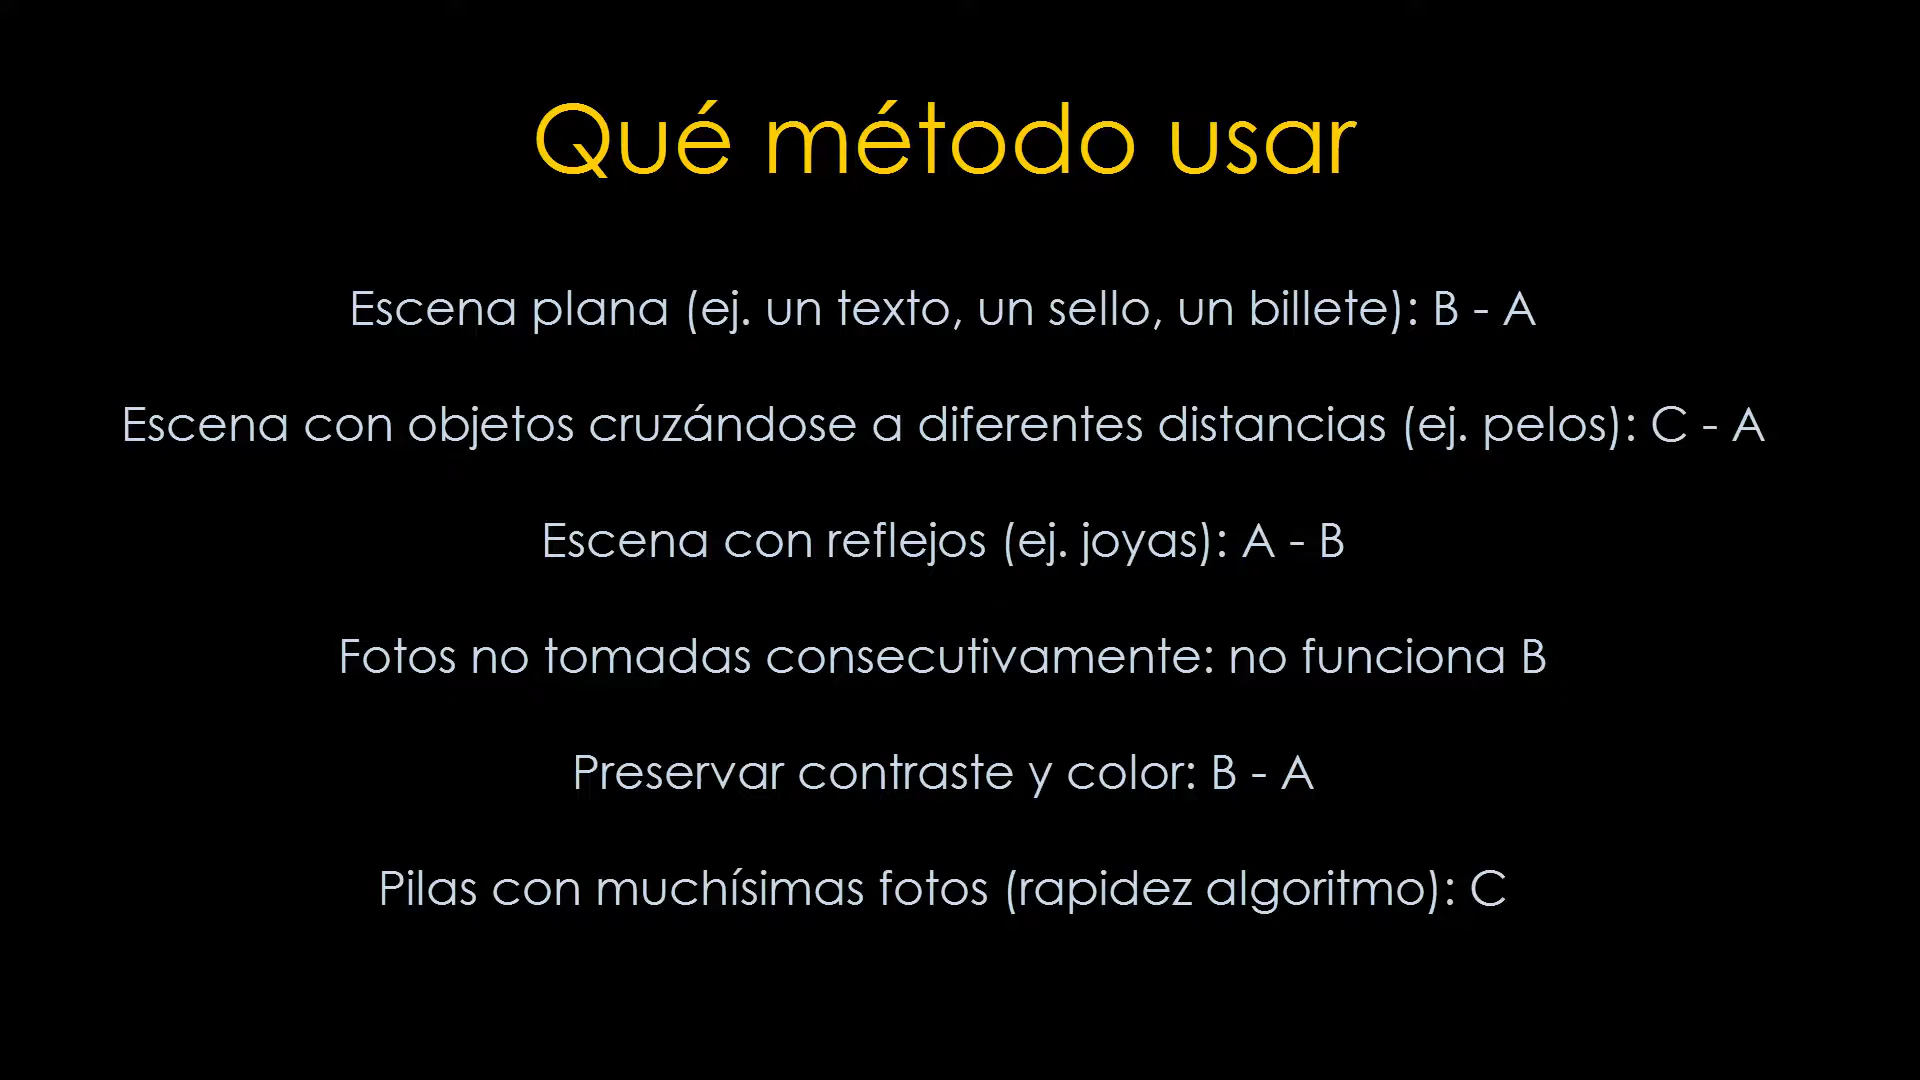 Qué método usar
Escena plana (ej. un texto, un sello, un billete): B - A
Escena con objetos cruzándose a diferentes distancias (ej. pelos): C - A
Escena con reflejos (ej. joyas): A - B
Fotos no tomadas consecutivamente: no funciona B
Preservar contraste y color: B - A
Pilas con muchísimas fotos (rapidez algoritmo): C